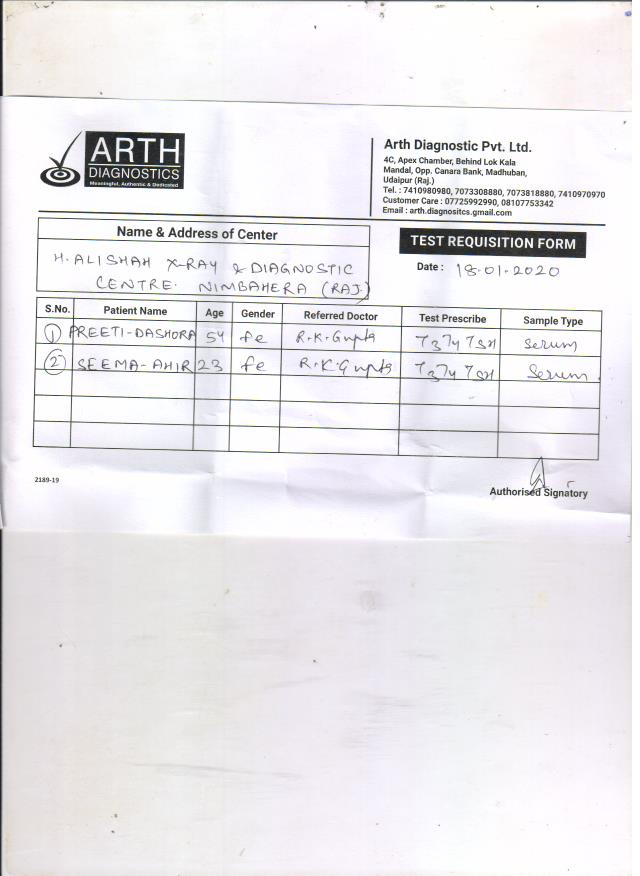 ARTH
DIAGNOSTICS
Meaningful, Authentic & Dedicated
Arth Diagnostic Pvt. Ltd.
4C, Apex Chamber, Behind Lok Kala
Mandal, Opp. Canara Bank, Madhuban,
Udaipur (Raj.)
Tel. : 7410980980, 7073308880, 7073818880, 7410970970
Customer Care : 07725992990, 08107753342
Email : arth.diagnositcs.gmail.com
Name & Address of Center
H. ALISHAH X-RAY & DIAGNOSTIC
CENTRE. NIMBAHERA (RAJ.)
TEST REQUISITION FORM
Date : 18.01.2020
S.No. Patient Name Age Gender Referred Doctor Test Prescribe Sample Type
1 PREETI-DASHORA 54 fe R.K.Gupta T3T4 TSH Serum
2 SEEMA-AHIR 23 fe R.K.Gupta T3T4 TSH Serum
2189-19
Authorised Signatory